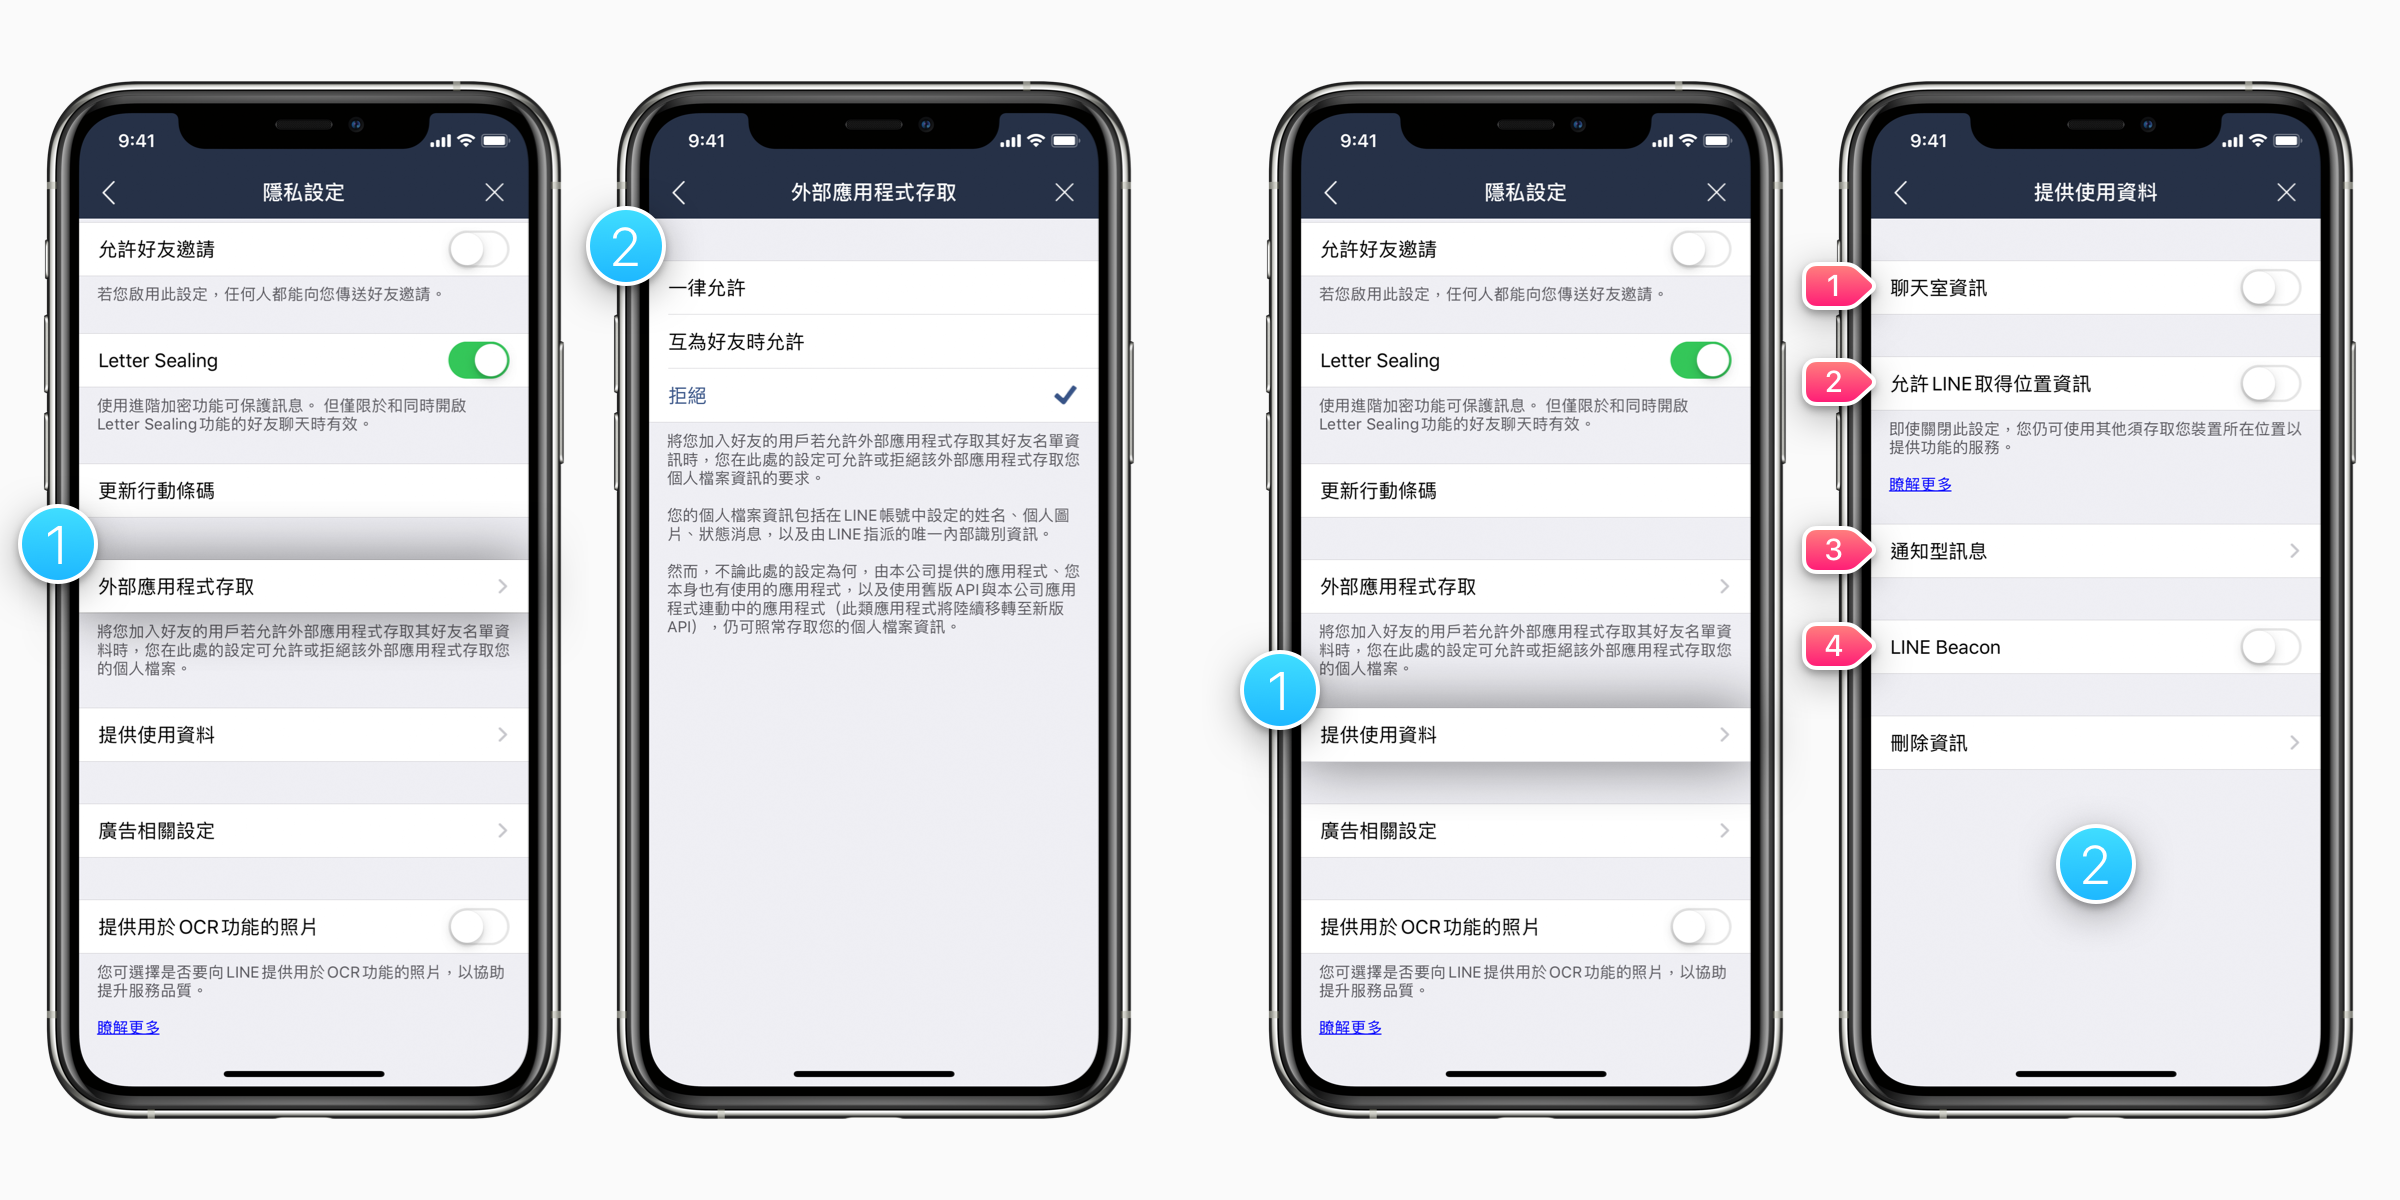 9:41
隱私設定
允許好友邀請
若您啟用此設定，任何人都能向您傳送好友邀請。
Letter Sealing
使用進階加密功能可保護訊息。 但僅限於和同時開啟
Letter Sealing功能的好友聊天時有效。
更新行動條碼
1
外部應用程式存取
將您加入好友的用戶若允許外部應用程式存取其好友名單資
料時，您在此處的設定可允許或拒絕該外部應用程式存取您
的個人檔案。
提供使用資料
廣告相關設定
提供用於OCR功能的照片
您可選擇是否要向LINE提供用於OCR功能的照片，以協助
提升服務品質。
瞭解更多
9:41
外部應用程式存取
2
一律允許
互為好友時允許
拒絕
將您加入好友的用戶若允許外部應用程式存取其好友名單資
訊時，您在此處的設定可允許或拒絕該外部應用程式存取您
個人檔案資訊的要求。
您的個人檔案資訊包括在LINE帳號中設定的姓名、個人圖
片、狀態消息，以及由LINE指派的唯一內部識別資訊。
然而，不論此處的設定為何，由本公司提供的應用程式、您
本身也有使用的應用程式，以及使用舊版API與本公司應用
程式連動中的應用程式（此類應用程式將陸續移轉至新版
API），仍可照常存取您的個人檔案資訊。
9:41
隱私設定
允許好友邀請
若您啟用此設定，任何人都能向您傳送好友邀請。
Letter Sealing
使用進階加密功能可保護訊息。 但僅限於和同時開啟
Letter Sealing功能的好友聊天時有效。
更新行動條碼
外部應用程式存取
將您加入好友的用戶若允許外部應用程式存取其好友名單資
料時，您在此處的設定可允許或拒絕該外部應用程式存取您
的個人檔案。
1
提供使用資料
廣告相關設定
提供用於OCR功能的照片
您可選擇是否要向LINE提供用於OCR功能的照片，以協助
提升服務品質。
瞭解更多
9:41
提供使用資料
1 聊天室資訊
2 允許LINE取得位置資訊
即使關閉此設定，您仍可使用其他須存取您裝置所在位置以
提供功能的服務。
瞭解更多
3 通知型訊息
4 LINE Beacon
刪除資訊
2